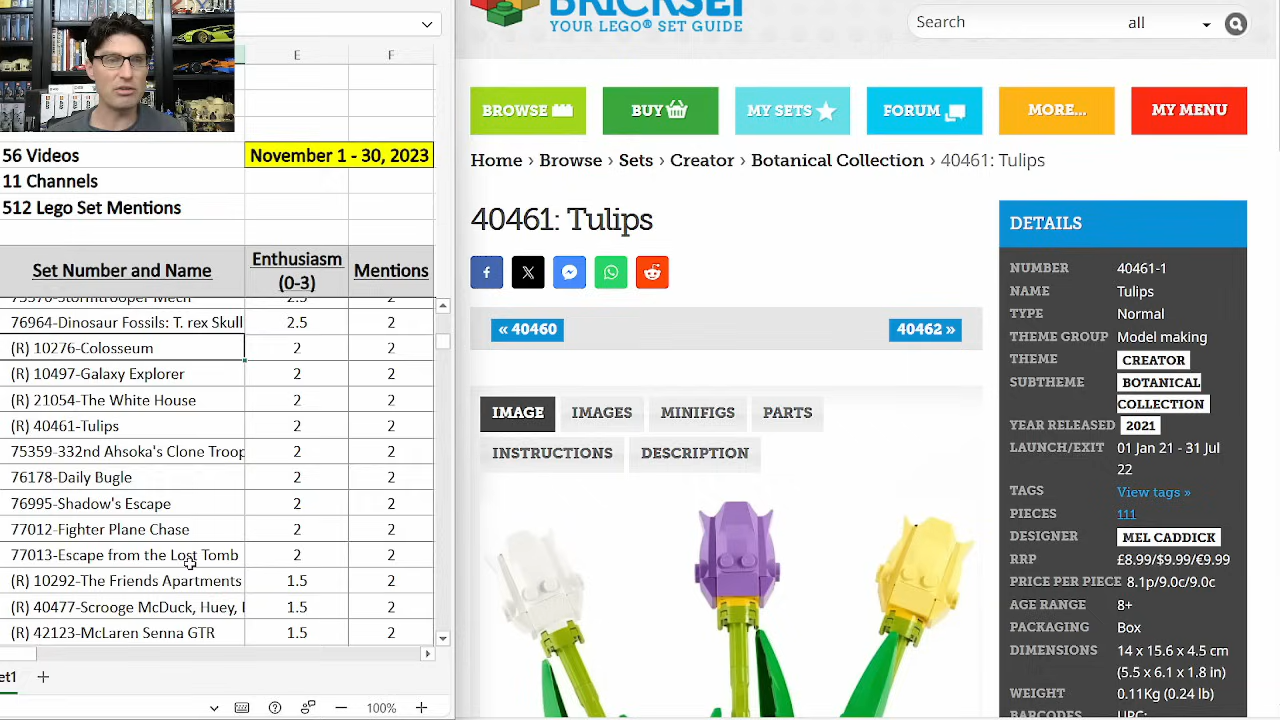 BRICKSET
YOUR LEGO® SET GUIDE
Search
all
BROWSE
BUY
MY SETS
FORUM
MORE...
MY MENU
Home › Browse › Sets › Creator › Botanical Collection › 40461: Tulips
40461: Tulips
« 40460
40462 »
IMAGE
IMAGES
MINIFIGS
PARTS
INSTRUCTIONS
DESCRIPTION
DETAILS
NUMBER 40461-1
NAME Tulips
TYPE Normal
THEME GROUP Model making
THEME CREATOR
SUBTHEME BOTANICAL
COLLECTION
YEAR RELEASED 2021
LAUNCH/EXIT 01 Jan 21 - 31 Jul
22
TAGS View tags »
PIECES 111
DESIGNER MEL CADDICK
RRP £8.99/$9.99/€9.99
PRICE PER PIECE 8.1p/9.0c/9.0c
AGE RANGE 8+
PACKAGING Box
DIMENSIONS 14 x 15.6 x 4.5 cm
(5.5 x 6.1 x 1.8 in)
WEIGHT 0.11Kg (0.24 lb)
BARCODES UPC:
E F
56 Videos November 1 - 30, 2023
11 Channels
512 Lego Set Mentions
Set Number and Name Enthusiasm (0-3) Mentions
75370-Stormtrooper Mech 2.5 2
76964-Dinosaur Fossils: T. rex Skull 2.5 2
(R) 10276-Colosseum 2 2
(R) 10497-Galaxy Explorer 2 2
(R) 21054-The White House 2 2
(R) 40461-Tulips 2 2
75359-332nd Ahsoka's Clone Troop 2 2
76178-Daily Bugle 2 2
76995-Shadow's Escape 2 2
77012-Fighter Plane Chase 2 2
77013-Escape from the Lost Tomb 2 2
(R) 10292-The Friends Apartments 1.5 2
(R) 40477-Scrooge McDuck, Huey, 1.5 2
(R) 42123-McLaren Senna GTR 1.5 2
et1
100%